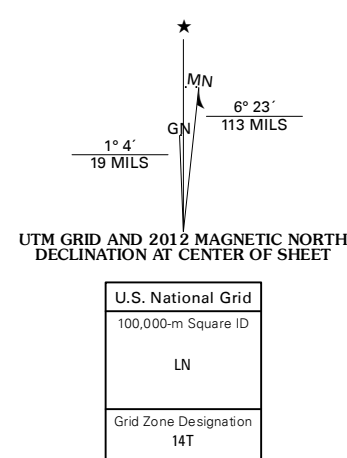 ★
MN
6° 23´
113 MILS
GN
1° 4´
19 MILS
UTM GRID AND 2012 MAGNETIC NORTH
DECLINATION AT CENTER OF SHEET
U.S. National Grid
100,000-m Square ID
LN
Grid Zone Designation
14T